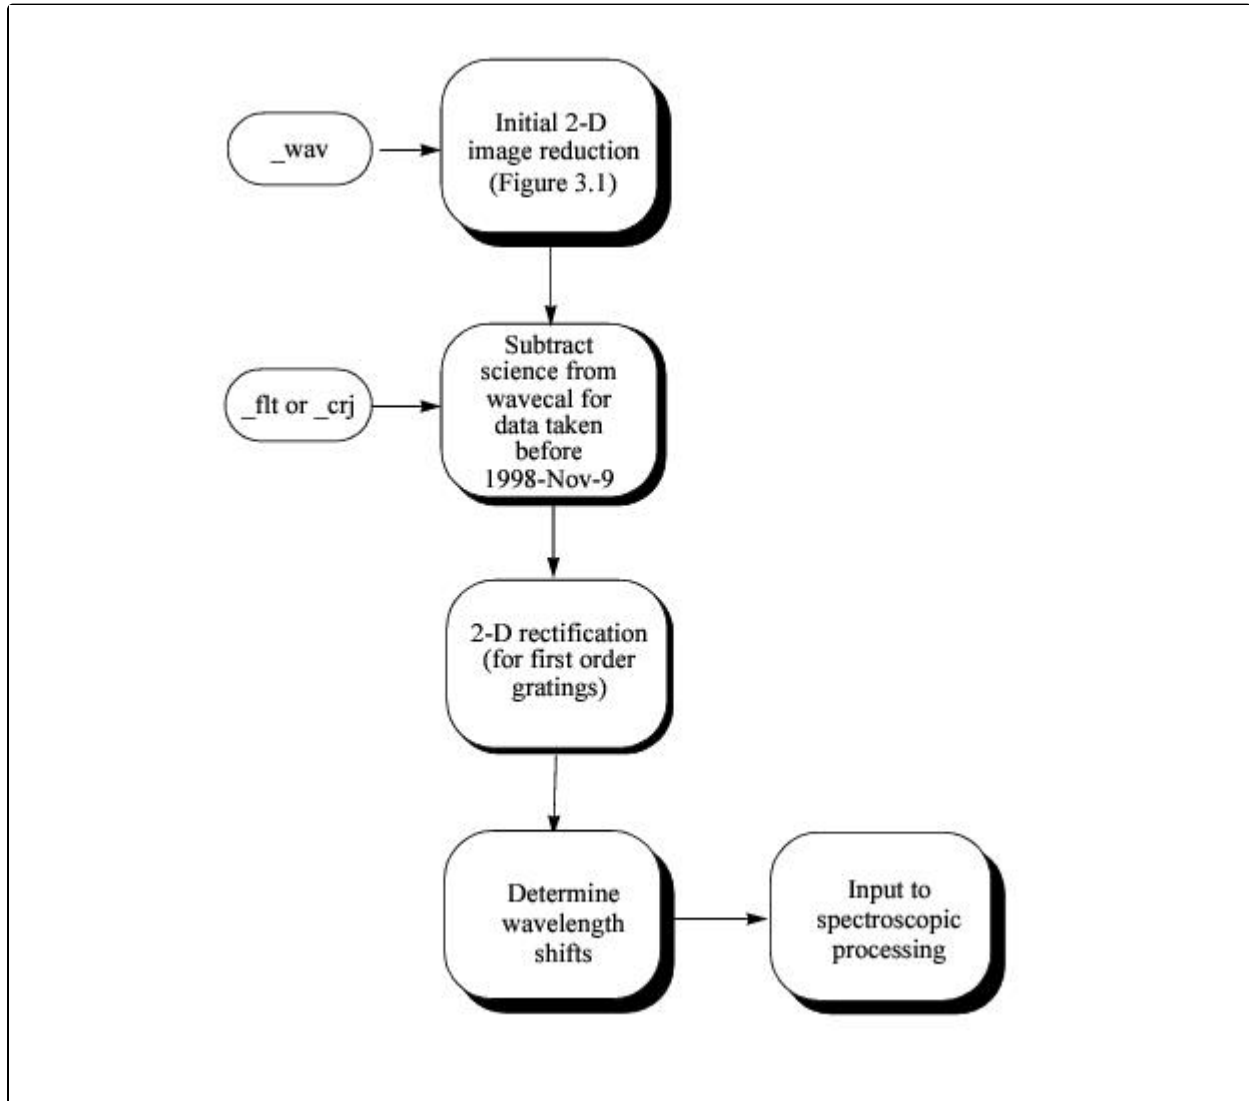 _wav
Initial 2-D
image reduction
(Figure 3.1)
_flt or _crj
Subtract
science from
wavecal for
data taken
before
1998-Nov-9
2-D rectification
(for first order
gratings)
Determine
wavelength
shifts
Input to
spectroscopic
processing